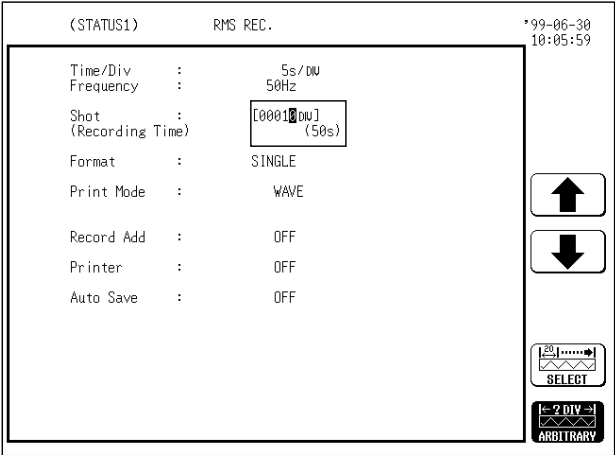 (STATUS1) RMS REC. '99-06-30
10:05:59
Time/Div : 5s/DIV
Frequency : 50Hz
Shot : [00010DIV]
(Recording Time) (50s)
Format : SINGLE
Print Mode : WAVE
Record Add : OFF
Printer : OFF
Auto Save : OFF
20
SELECT
? DIV
ARBITRARY